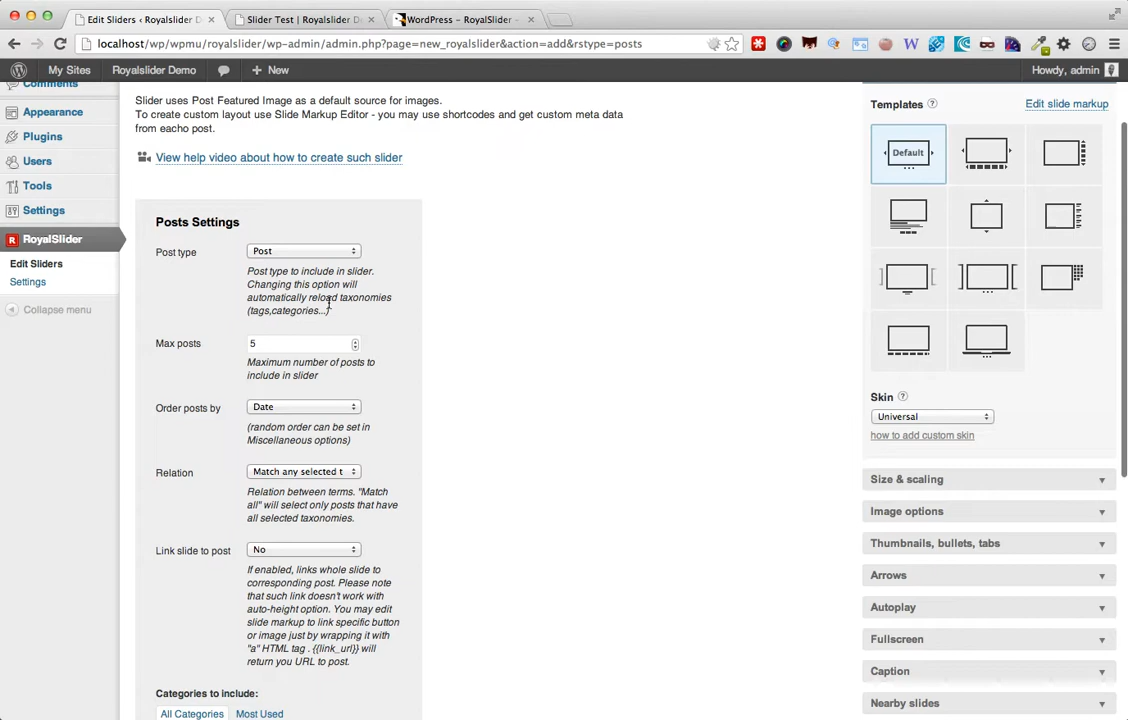 Edit Sliders ‹ Royalslider D
Slider Test | Royalslider D
WordPress – RoyalSlider -
localhost/wp/wpmu/royalslider/wp-admin/admin.php?page=new_royalslider&action=add&rstype=posts
My Sites
Royalslider Demo
+ New
Howdy, admin
Comments
Appearance
Plugins
Users
Tools
Settings
RoyalSlider
Edit Sliders
Settings
Collapse menu
Slider uses Post Featured Image as a default source for images.
To create custom layout use Slide Markup Editor - you may use shortcodes and get custom meta data
from eacho post.
View help video about how to create such slider
Posts Settings
Post type
Post
Post type to include in slider.
Changing this option will
automatically reload taxonomies
(tags,categories...)
Max posts
5
Maximum number of posts to
include in slider
Order posts by
Date
(random order can be set in
Miscellaneous options)
Relation
Match any selected t
Relation between terms. "Match
all" will select only posts that have
all selected taxonomies.
Link slide to post
No
If enabled, links whole slide to
corresponding post. Please note
that such link doesn't work with
auto-height option. You may edit
slide markup to link specific button
or image just by wrapping it with
"a" HTML tag . {{link_url}} will
return you URL to post.
Categories to include:
All Categories
Most Used
Templates ?
Edit slide markup
Default
Skin ?
Universal
how to add custom skin
Size & scaling
Image options
Thumbnails, bullets, tabs
Arrows
Autoplay
Fullscreen
Caption
Nearby slides